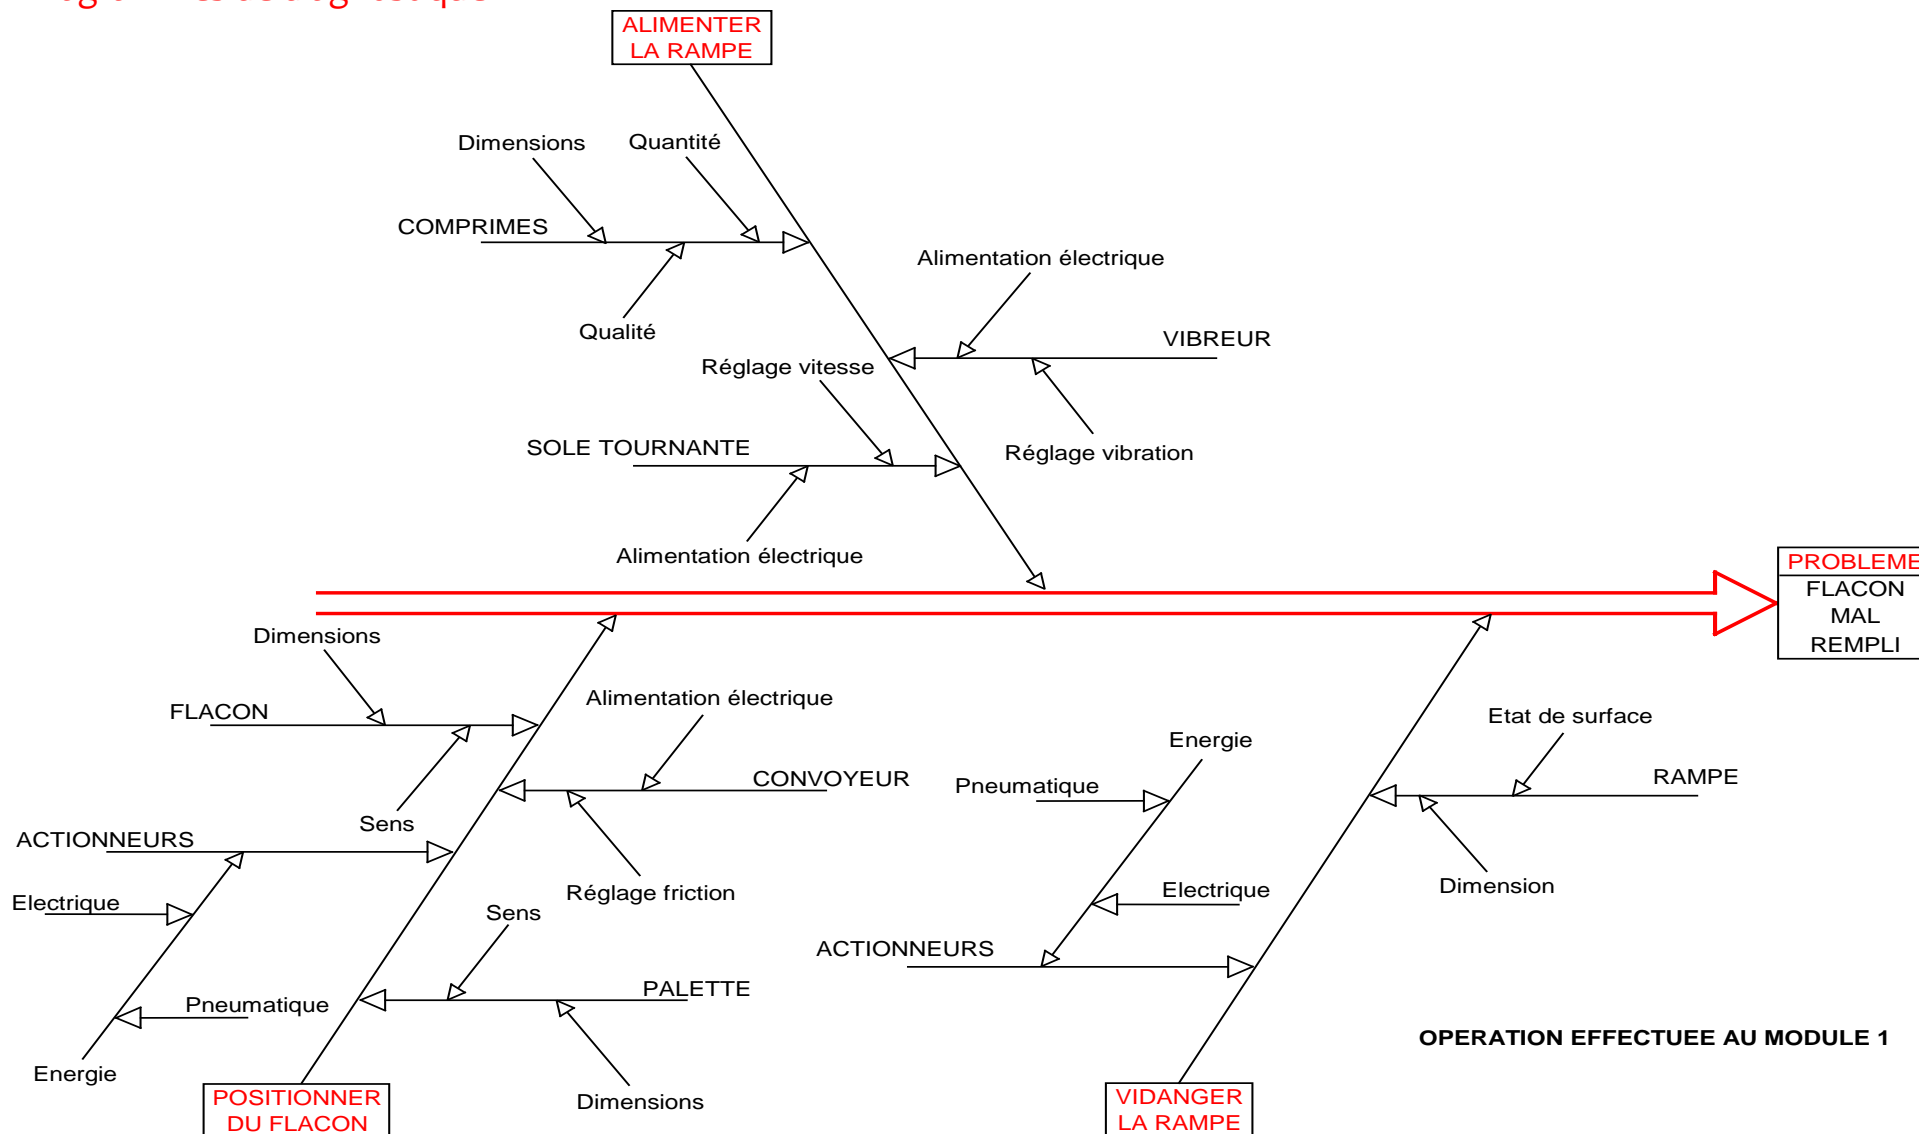 de diagnostique
ALIMENTER
LA RAMPE
Dimensions
Quantité
COMPRIMES
Alimentation électrique
Qualité
VIBREUR
Réglage vitesse
SOLE TOURNANTE
Réglage vibration
Alimentation électrique
PROBLEME
FLACON
MAL
REMPLI
Dimensions
FLACON
Alimentation électrique
Etat de surface
Energie
CONVOYEUR
Pneumatique
RAMPE
Sens
ACTIONNEURS
Réglage friction
Dimension
Electrique
Electrique
Sens
ACTIONNEURS
PALETTE
Pneumatique
OPERATION EFFECTUEE AU MODULE 1
Energie
Dimensions
POSITIONNER
DU FLACON
VIDANGER
LA RAMPE